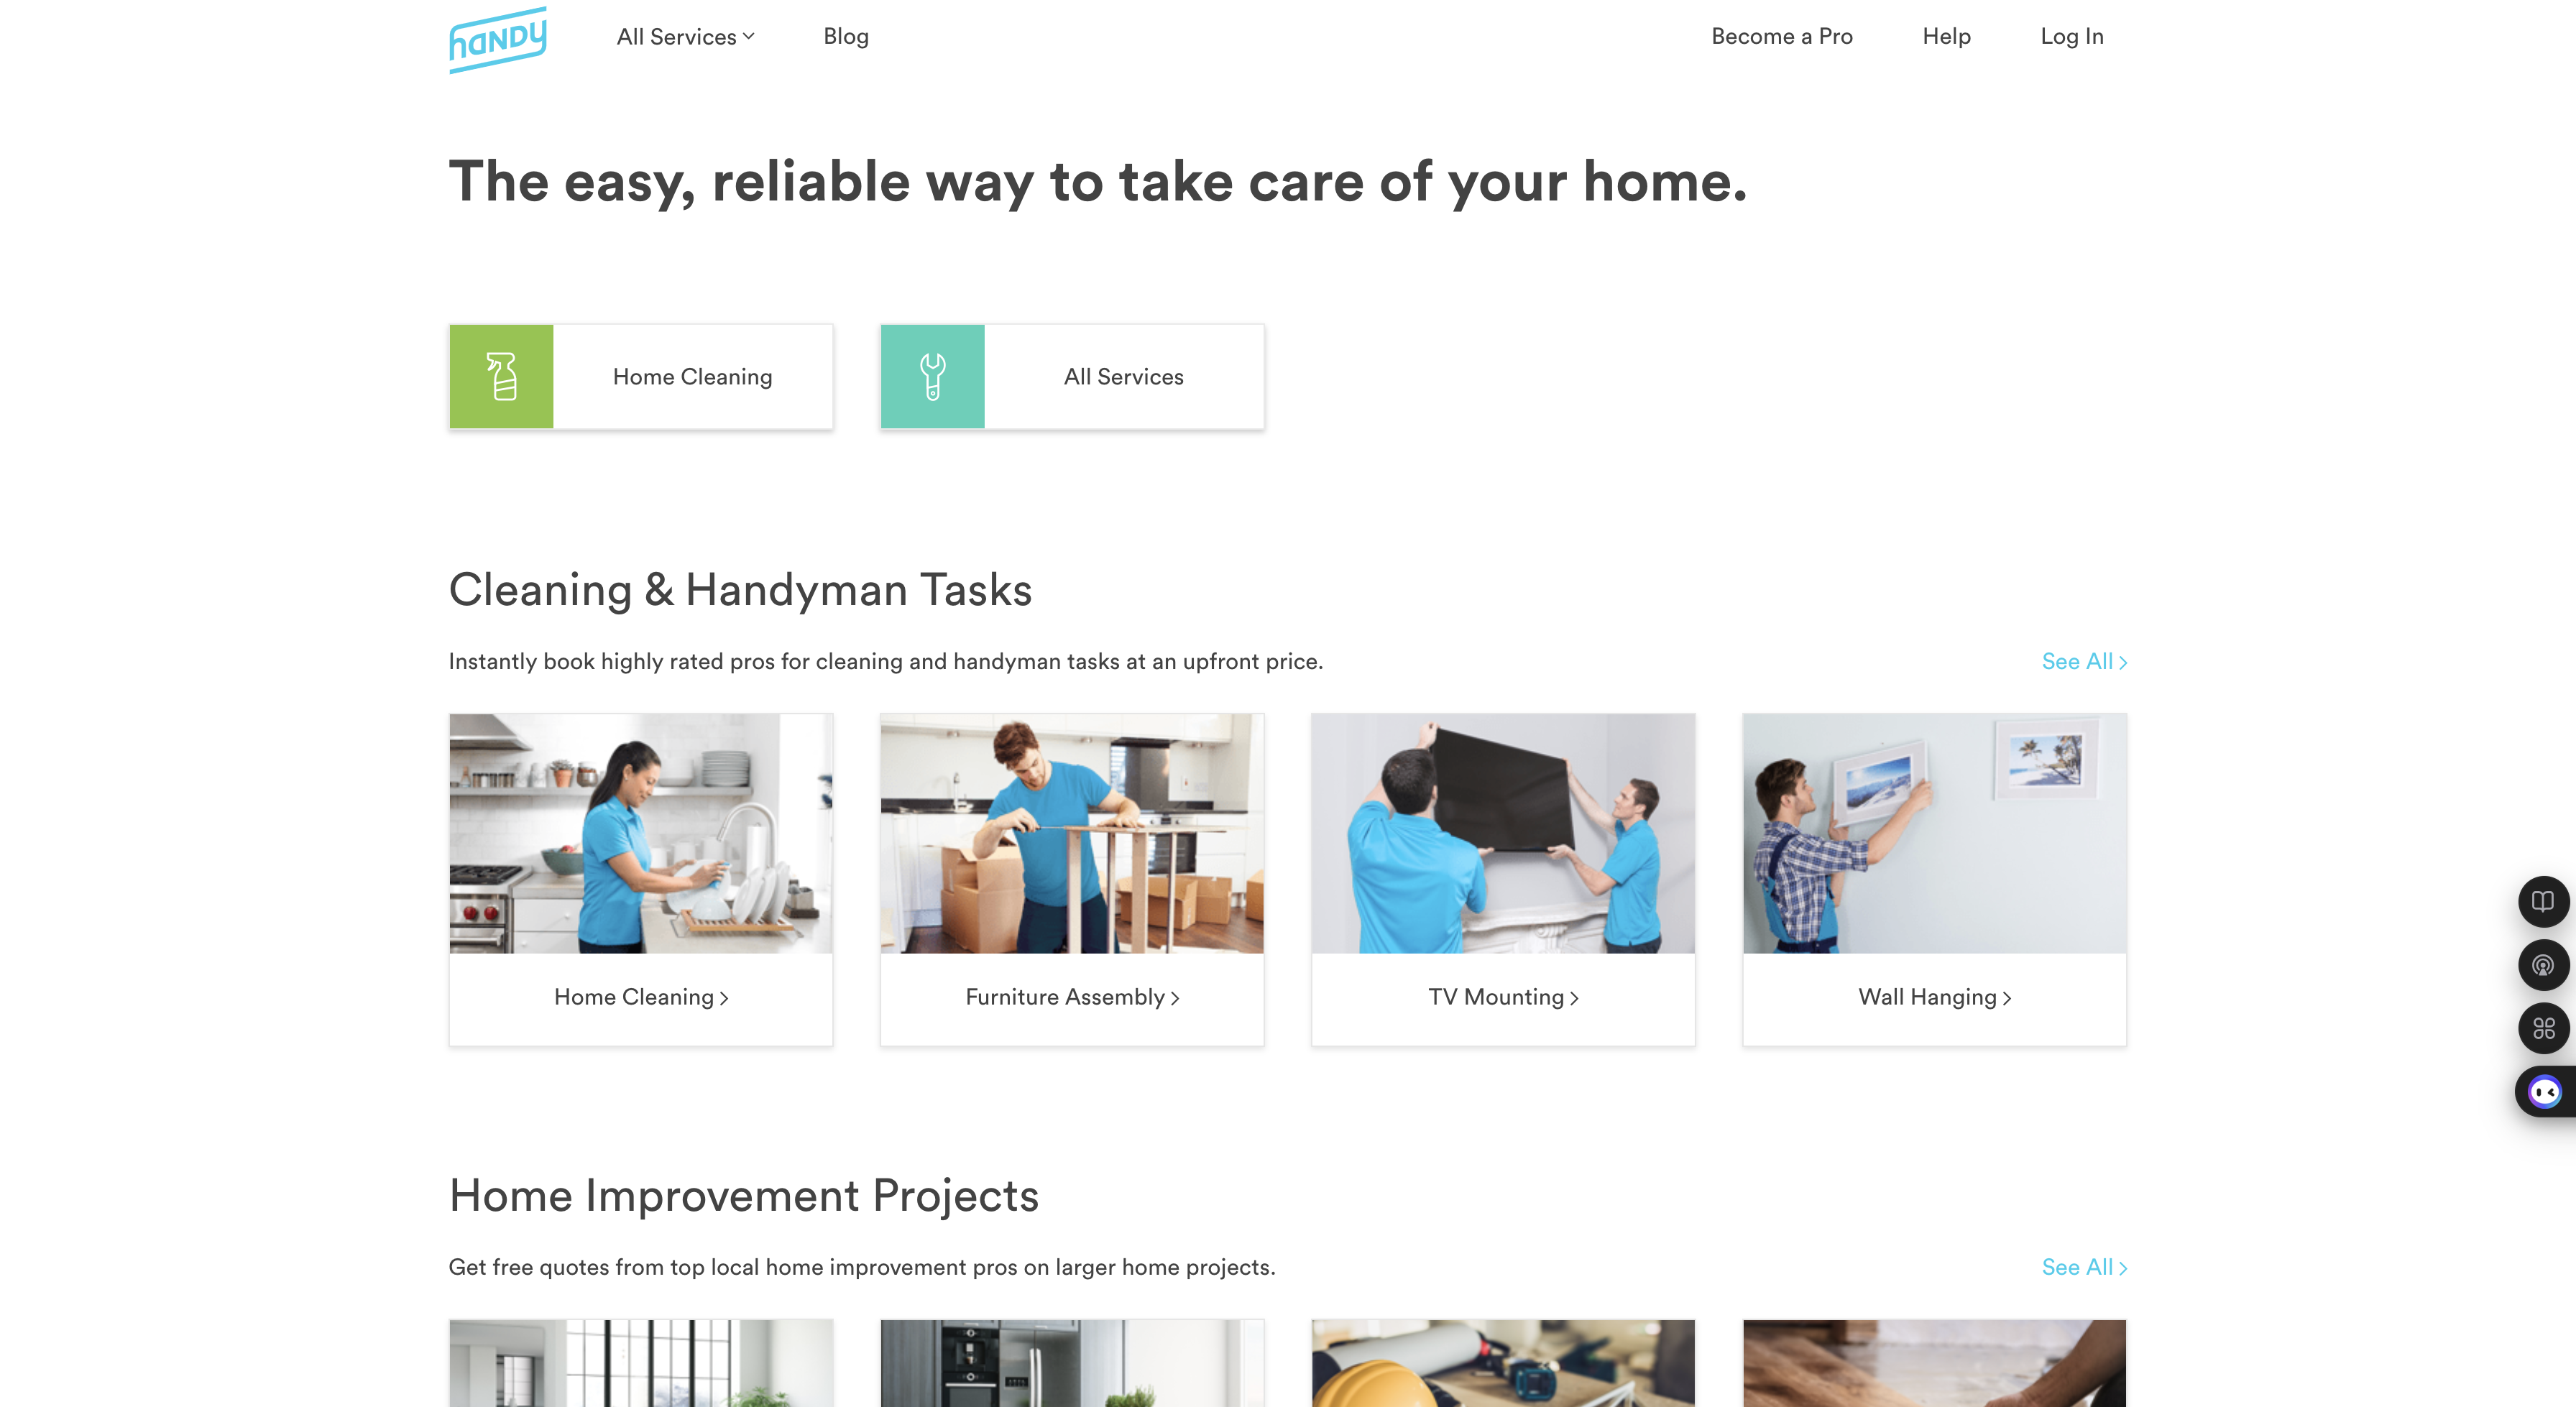 HANDY
All Services
Blog
Become a Pro
Help
Log In
The easy, reliable way to take care of your home.
Home Cleaning
All Services
Cleaning & Handyman Tasks
Instantly book highly rated pros for cleaning and handyman tasks at an upfront price.
See All
Home Cleaning
Furniture Assembly
TV Mounting
Wall Hanging
Home Improvement Projects
Get free quotes from top local home improvement pros on larger home projects.
See All